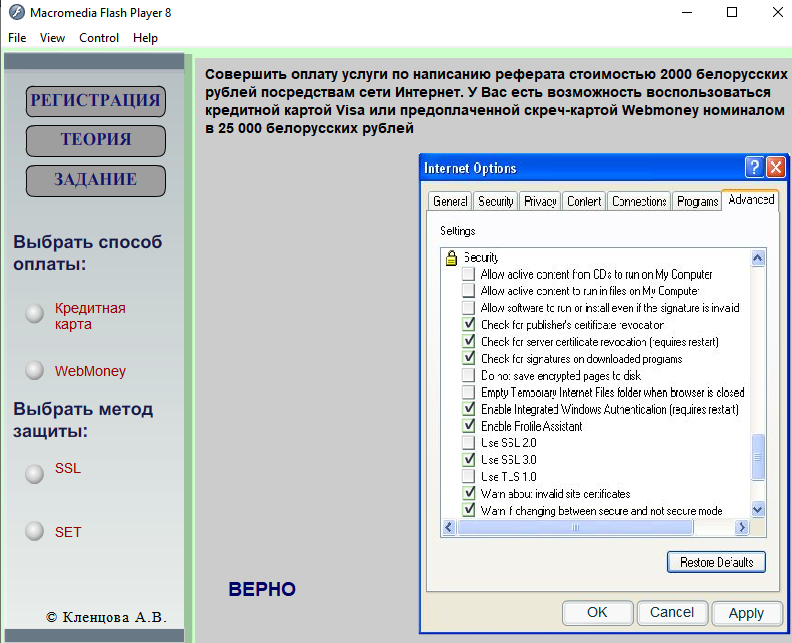 Macromedia Flash Player 8
File View Control Help
РЕГИСТРАЦИЯ
ТЕОРИЯ
ЗАДАНИЕ
Выбрать способ
оплаты:
Кредитная
карта
WebMoney
Выбрать метод
защиты:
SSL
SET
© Кленцова А.В.
Совершить оплату услуги по написанию реферата стоимостью 2000 белорусских
рублей посредствам сети Интернет. У Вас есть возможность воспользоваться
кредитной картой Visa или предоплаченной скреч-картой Webmoney номиналом
в 25 000 белорусских рублей
Internet Options
General Security Privacy Content Connections Programs Advanced
Settings
Security
Allow active content from CDs to run on My Computer
Allow active content to run in files on My Computer
Allow software to run or install even if the signature is invalid
Check for publisher's certificate revocation
Check for server certificate revocation (requires restart)
Check for signatures on downloaded programs
Do not save encrypted pages to disk
Empty Temporary Internet Files folder when browser is closed
Enable Integrated Windows Authentication (requires restart)
Enable Profile Assistant
Use SSL 2.0
Use SSL 3.0
Use TLS 1.0
Warn about invalid site certificates
Warn if changing between secure and not secure mode
Restore Defaults
OK Cancel Apply
ВЕРНО